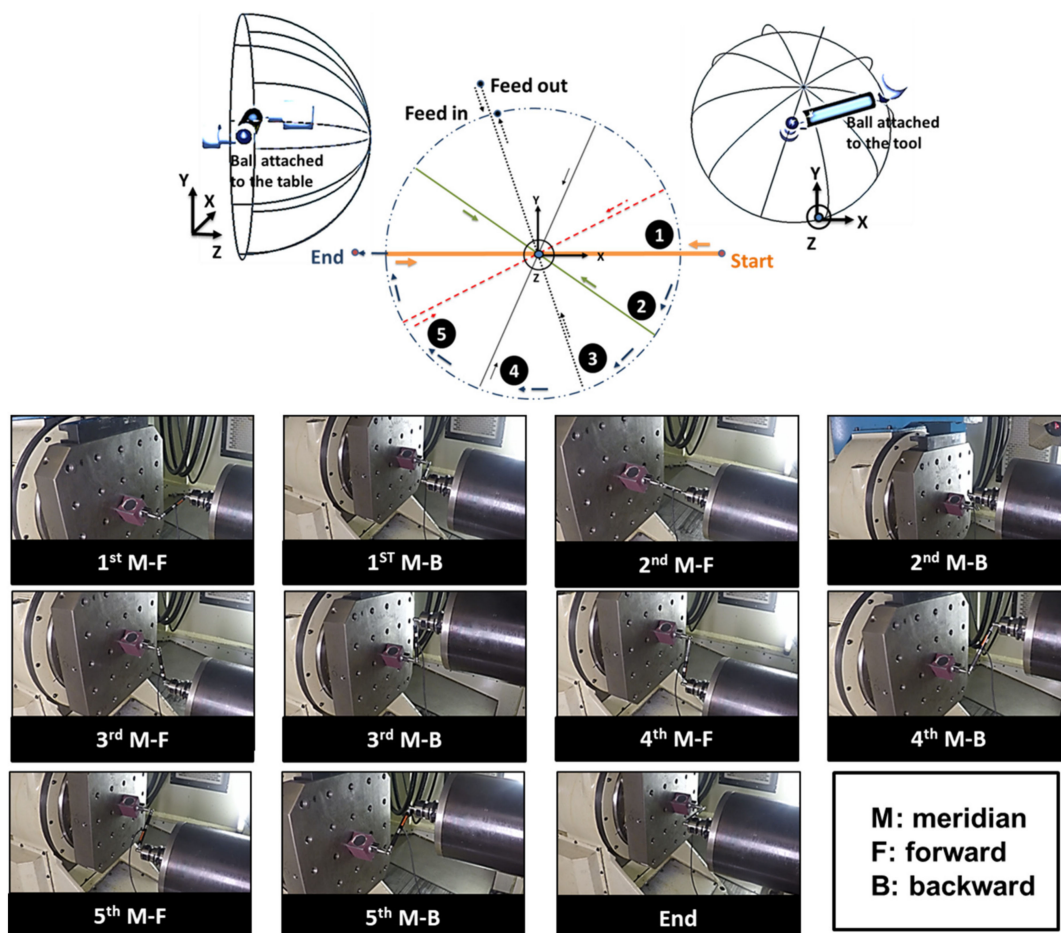 Y
X
Z
Ball attached
to the table
Feed out
Feed in
Y
X
Z
1
2
3
4
5
End
Start
Ball attached
to the tool
Y
X
Z
1st M-F
1ST M-B
2nd M-F
2nd M-B
3rd M-F
3rd M-B
4th M-F
4th M-B
5th M-F
5th M-B
End
M: meridian
F: forward
B: backward